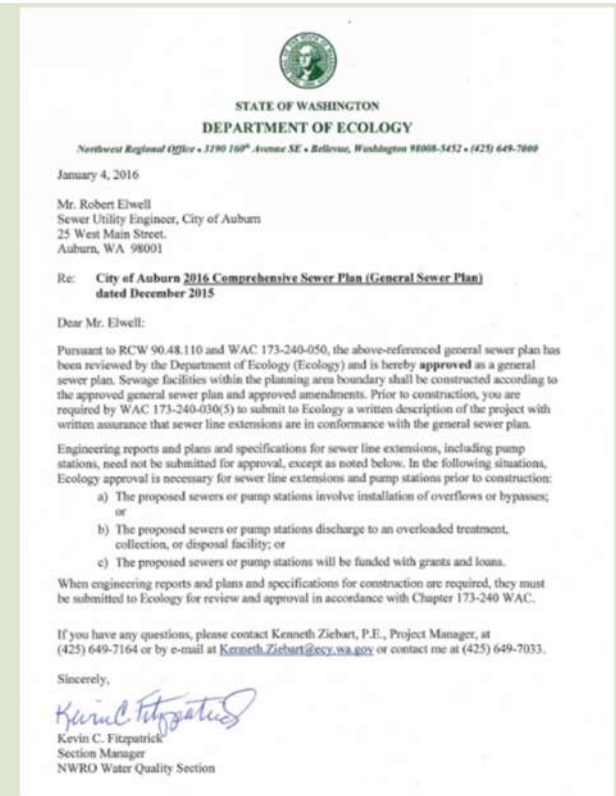 STATE OF WASHINGTON
DEPARTMENT OF ECOLOGY
Northwest Regional Office • 3190 160th Avenue SE • Bellevue, Washington 98008-5452 • (425) 649-7000
January 4, 2016
Mr. Robert Elwell
Sewer Utility Engineer, City of Auburn
25 West Main Street.
Auburn, WA 98001
Re: City of Auburn 2016 Comprehensive Sewer Plan (General Sewer Plan)
dated December 2015
Dear Mr. Elwell:
Pursuant to RCW 90.48.110 and WAC 173-240-050, the above-referenced general sewer plan has
been reviewed by the Department of Ecology (Ecology) and is hereby approved as a general
sewer plan. Sewage facilities within the planning area boundary shall be constructed according to
the approved general sewer plan and approved amendments. Prior to construction, you are
required by WAC 173-240-030(5) to submit to Ecology a written description of the project with
written assurance that sewer line extensions are in conformance with the general sewer plan.
Engineering reports and plans and specifications for sewer line extensions, including pump
stations, need not be submitted for approval, except as noted below. In the following situations,
Ecology approval is necessary for sewer line extensions and pump stations prior to construction:
a) The proposed sewers or pump stations involve installation of overflows or bypasses;
or
b) The proposed sewers or pump stations discharge to an overloaded treatment,
collection, or disposal facility; or
c) The proposed sewers or pump stations will be funded with grants and loans.
When engineering reports and plans and specifications for construction are required, they must
be submitted to Ecology for review and approval in accordance with Chapter 173-240 WAC.
If you have any questions, please contact Kenneth Ziebart, P.E., Project Manager, at
(425) 649-7164 or by e-mail at Kenneth.Ziebart@ecy.wa.gov or contact me at (425) 649-7033.
Sincerely,
Kevin C. Fitzpatrick
Kevin C. Fitzpatrick
Section Manager
NWRO Water Quality Section